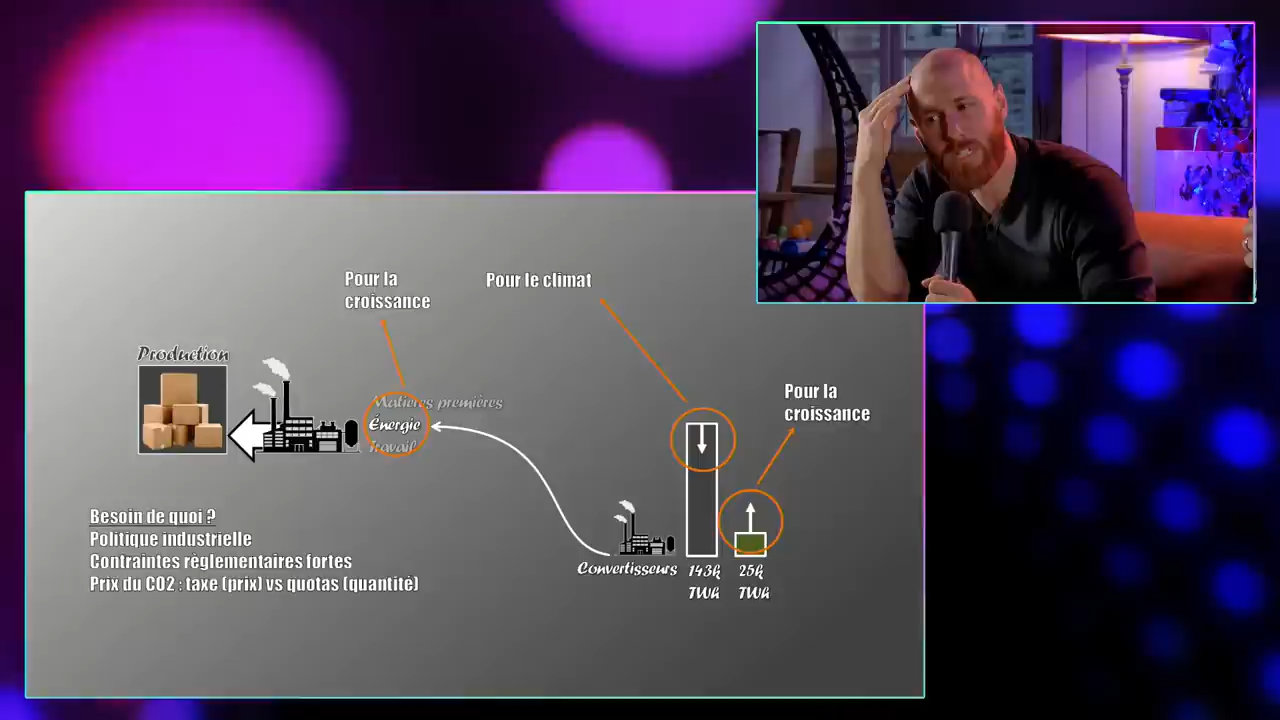 Pour la
croissance
Pour le climat
Pour la
croissance
Production
Matières premières
Énergie
Travail
Besoin de quoi ?
Politique industrielle
Contraintes règlementaires fortes
Prix du CO2 : taxe (prix) vs quotas (quantité)
Convertisseurs
143k
TWh
25k
TWh